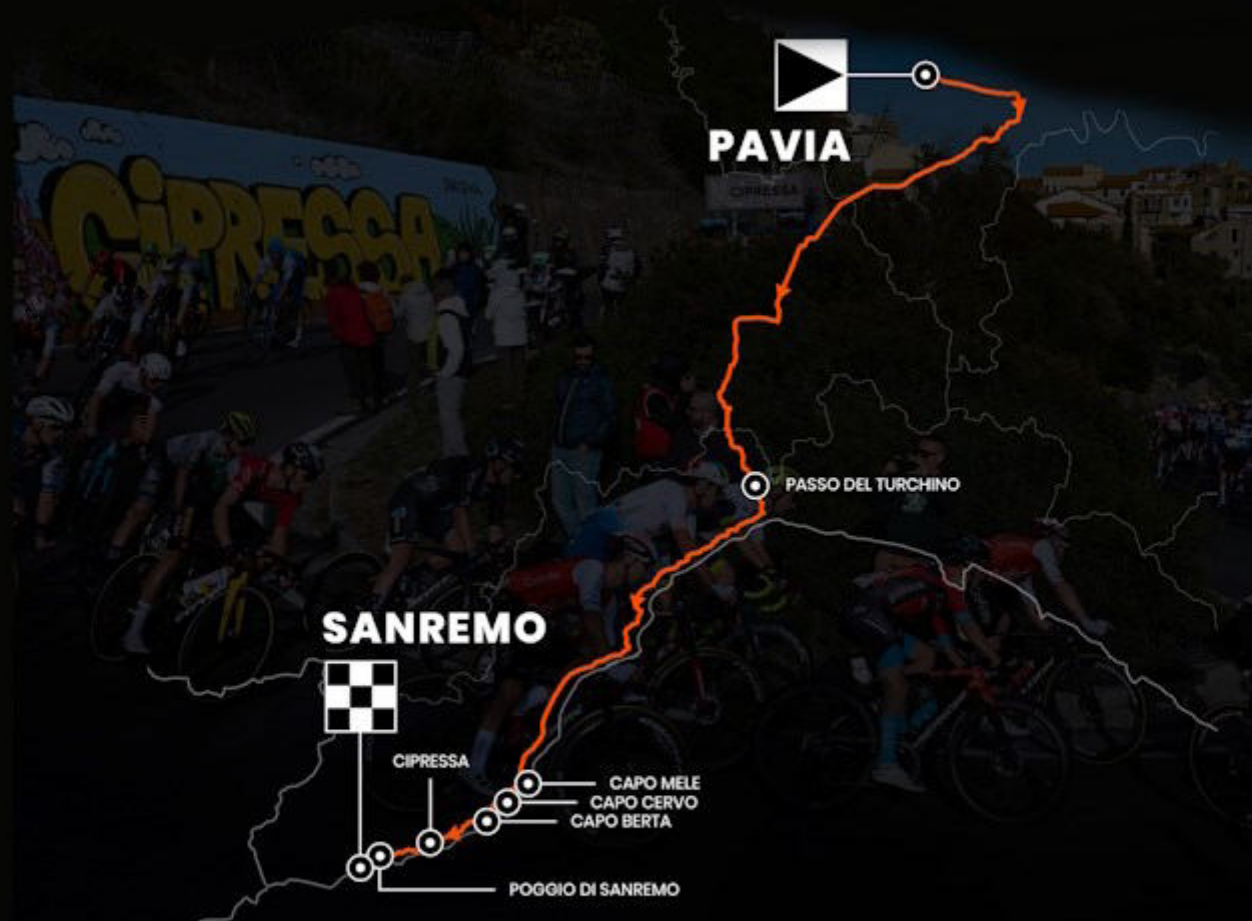 PAVIA
CIPRESSA
CIPRESSA
PASSO DEL TURCHINO
SANREMO
CIPRESSA
CAPO MELE
CAPO CERVO
CAPO BERTA
POGGIO DI SANREMO